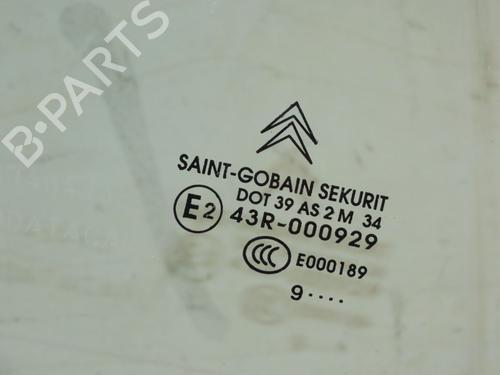 B-PARTS
SAINT-GOBAIN SEKURIT
DOT 39 AS 2 M 34
E2 43R-000929
CCC E000189
9....